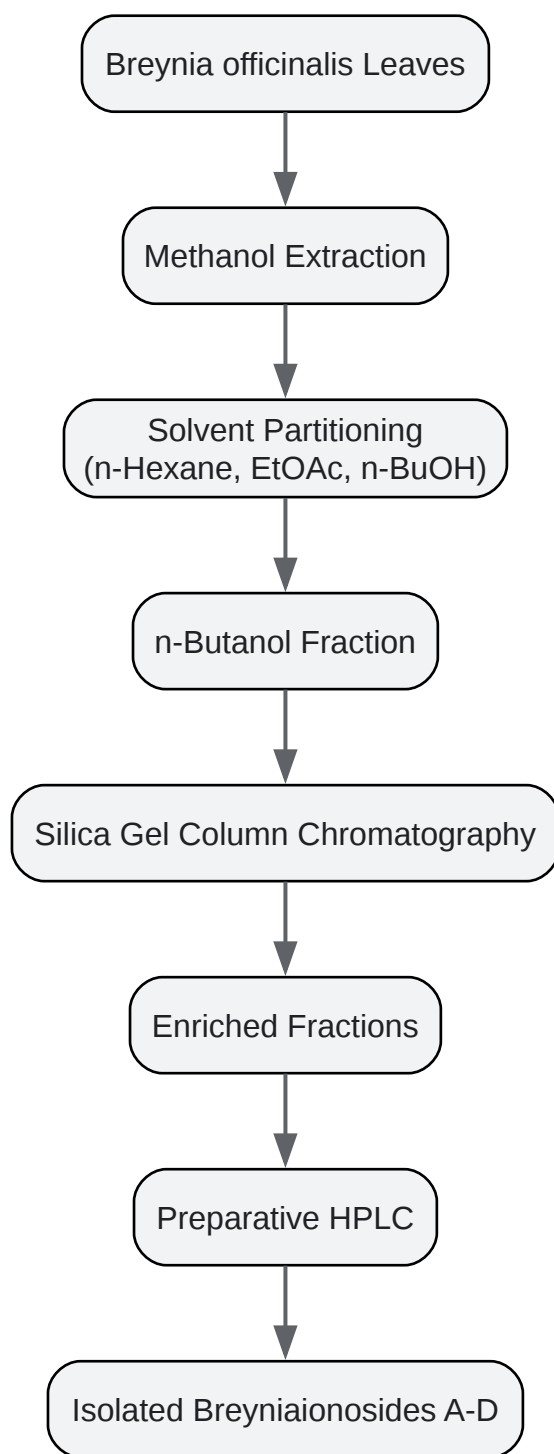 Breynia officinalis Leaves
Methanol Extraction
Solvent Partitioning
(n-Hexane, EtOAc, n-BuOH)
n-Butanol Fraction
Silica Gel Column Chromatography
Enriched Fractions
Preparative HPLC
Isolated Breyniaionosides A-D